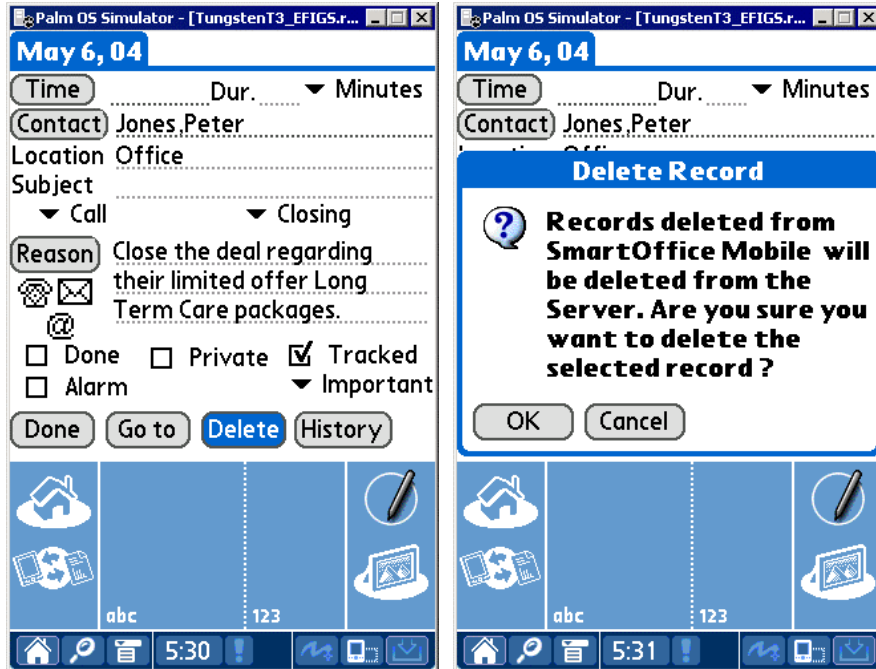 Palm OS Simulator - [TungstenT3_EFIGS.r...
May 6, 04
Time Dur. Minutes
Contact Jones,Peter
Location Office
Subject
Call Closing
Reason Close the deal regarding
their limited offer Long
Term Care packages.
Done Private Tracked
Alarm Important
Done Go to Delete History
abc 123
5:30
Palm OS Simulator - [TungstenT3_EFIGS.r...
May 6, 04
Time Dur. Minutes
Contact Jones,Peter
Delete Record
Records deleted from
SmartOffice Mobile will
be deleted from the
Server. Are you sure you
want to delete the
selected record ?
OK Cancel
abc 123
5:31